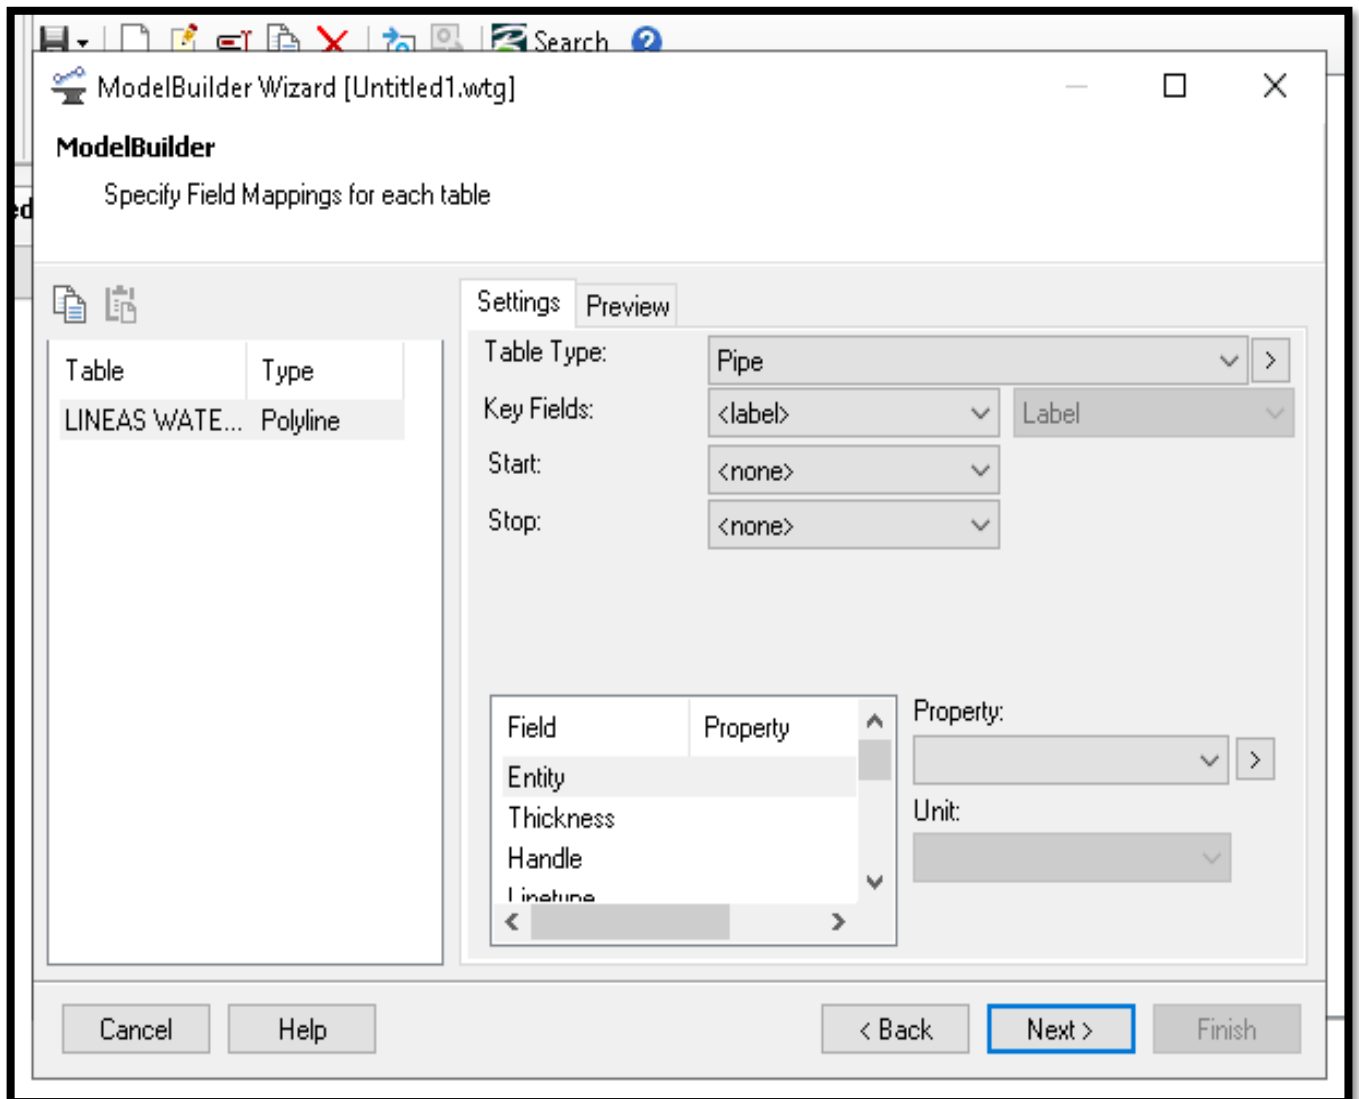 Search
ModelBuilder Wizard [Untitled1.wtg]
ModelBuilder
Specify Field Mappings for each table
ed
Settings Preview
Table Type: Pipe >
Table Type
Key Fields: <label> Label
LINEAS WATE... Polyline
Start: <none>
Stop: <none>
Field Property
Property:
Entity
>
Thickness
Unit:
Handle
Linetype
Cancel Help < Back Next > Finish